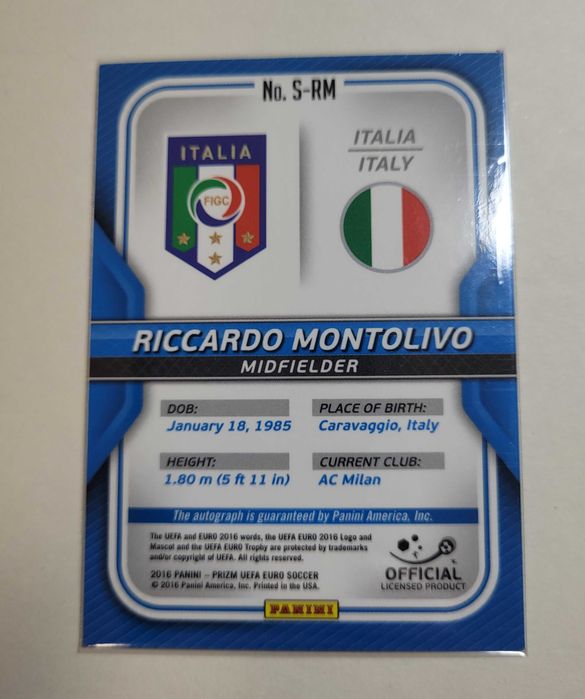 No. S-RM
ITALIA
FIGC
ITALIA
ITALY
RICCARDO MONTOLIVO
MIDFIELDER
DOB:
January 18, 1985
PLACE OF BIRTH:
Caravaggio, Italy
HEIGHT:
1.80 m (5 ft 11 in)
CURRENT CLUB:
AC Milan
The autograph is guaranteed by Panini America, Inc.
The UEFA and EURO 2016 words, the UEFA EURO 2016 Logo and
Mascot and the UEFA EURO Trophy are protected by trademarks
and/or copyright of UEFA. All rights reserved.
2016 PANINI – PRIZM UEFA EURO SOCCER
© 2016 Panini America, Inc. Printed in the USA.
OFFICIAL
LICENSED PRODUCT
PANINI